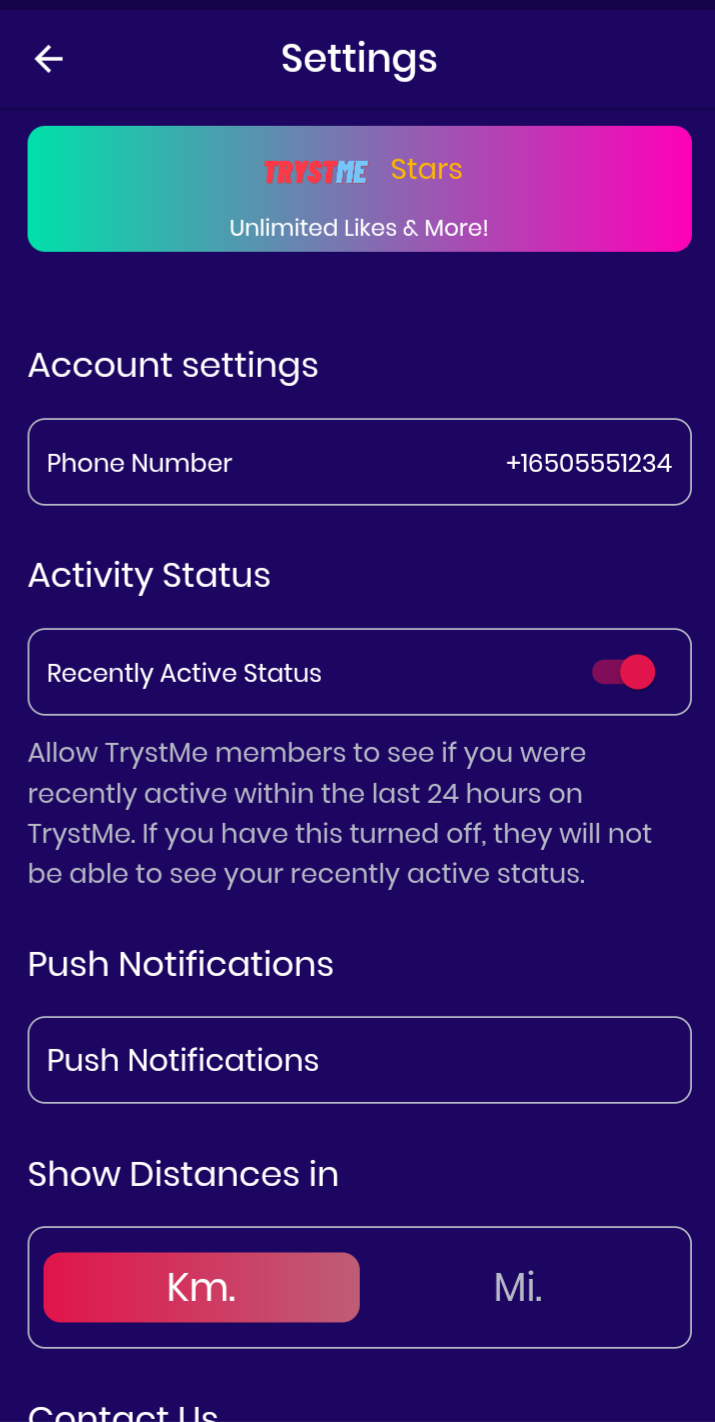 Settings
TRYSTME Stars
Unlimited Likes & More!
Account settings
Phone Number +16505551234
Activity Status
Recently Active Status
Allow TrystMe members to see if you were
recently active within the last 24 hours on
TrystMe. If you have this turned off, they will not
be able to see your recently active status.
Push Notifications
Push Notifications
Show Distances in
Km. Mi.
Contact Us